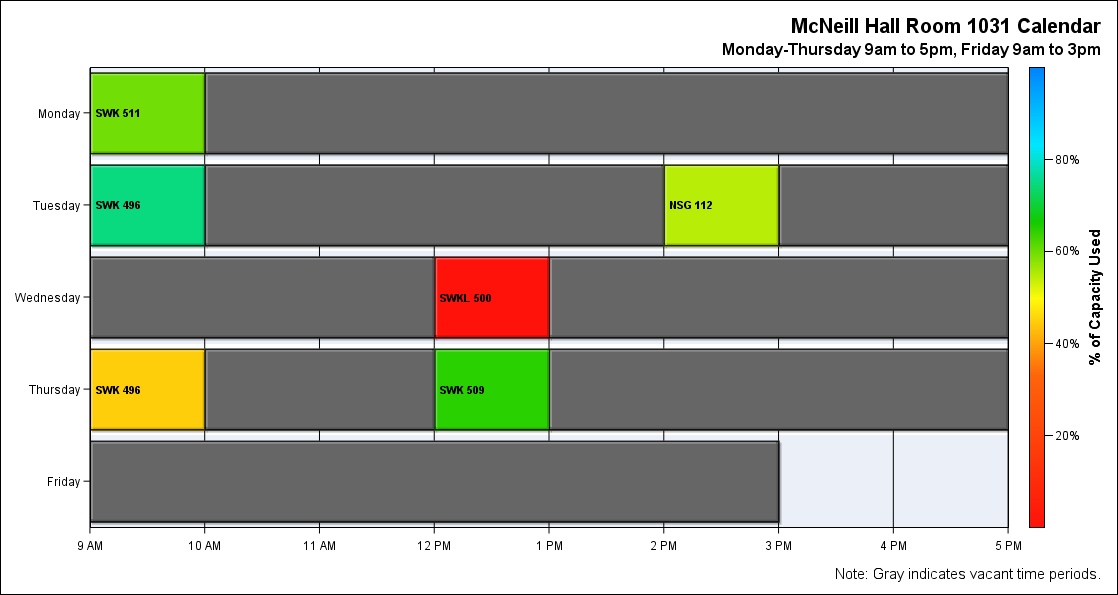 McNeill Hall Room 1031 Calendar
Monday-Thursday 9am to 5pm, Friday 9am to 3pm
Monday
SWK 511
Tuesday
SWK 496
NSG 112
Wednesday
SWKL 500
Thursday
SWK 496
SWK 509
Friday
9 AM
10 AM
11 AM
12 PM
1 PM
2 PM
3 PM
4 PM
5 PM
80%
60%
40%
20%
% of Capacity Used
Note: Gray indicates vacant time periods.